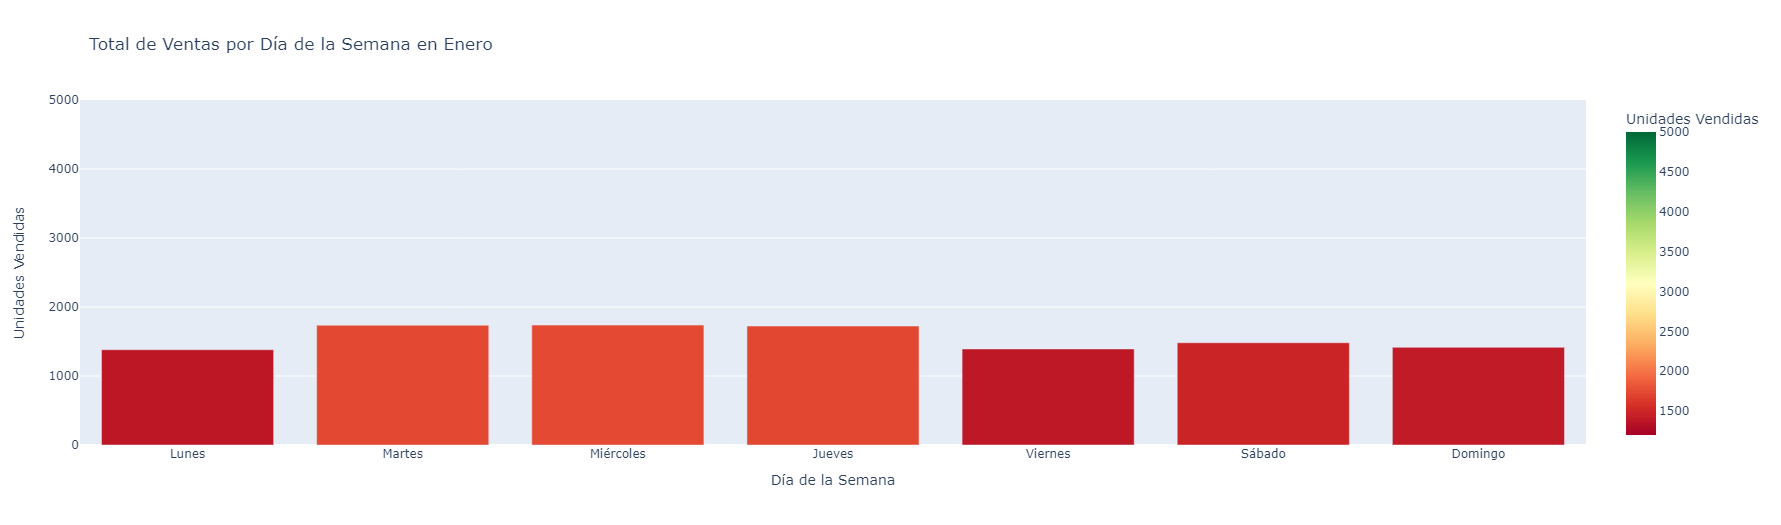 Total de Ventas por Día de la Semana en Enero
Unidades Vendidas
5000
4000
3000
2000
1000
0
Lunes
Martes
Miércoles
Jueves
Viernes
Sábado
Domingo
Día de la Semana
Unidades Vendidas
5000
4500
4000
3500
3000
2500
2000
1500